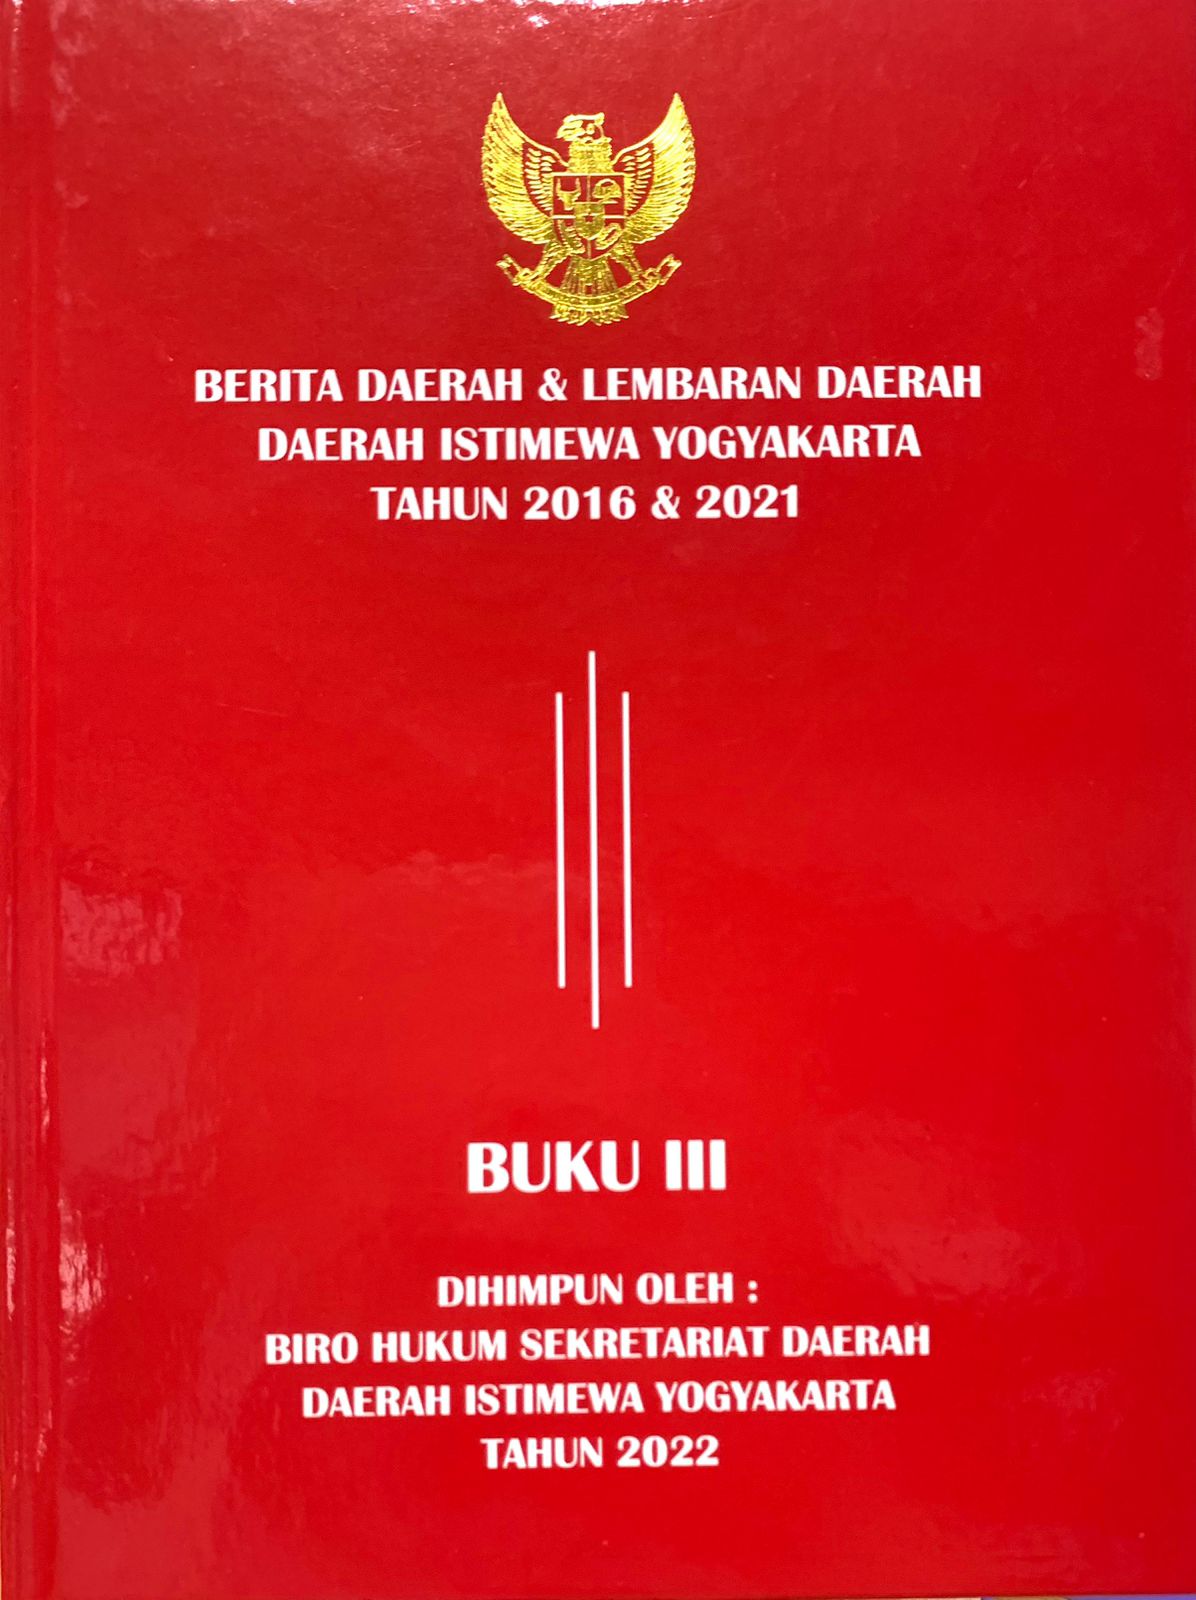 BERITA DAERAH & LEMBARAN DAERAH
DAERAH ISTIMEWA YOGYAKARTA
TAHUN 2016 & 2021
BUKU III
DIHIMPUN OLEH :
BIRO HUKUM SEKRETARIAT DAERAH
DAERAH ISTIMEWA YOGYAKARTA
TAHUN 2022